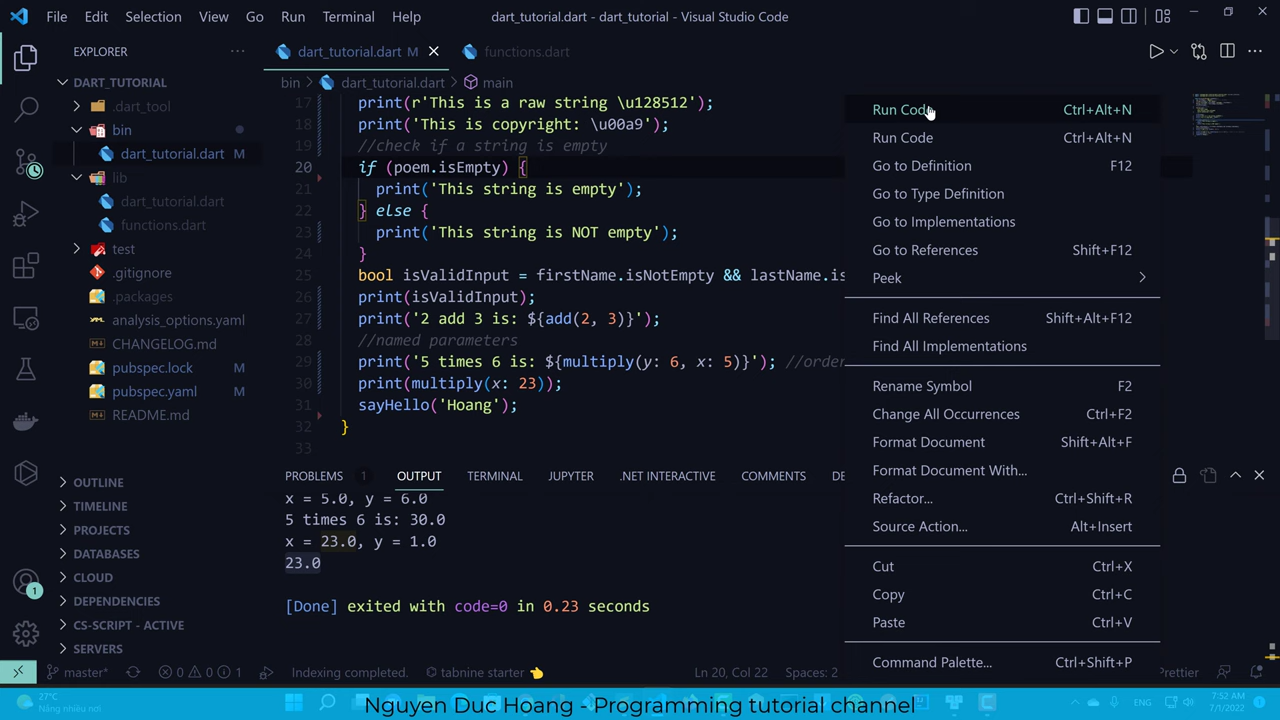 File Edit Selection View Go Run Terminal Help dart_tutorial.dart - dart_tutorial - Visual Studio Code
EXPLORER
dart_tutorial.dart M
functions.dart
DART_TUTORIAL
bin
dart_tutorial.dart
main
.dart_tool
bin
dart_tutorial.dart M
lib
dart_tutorial.dart
functions.dart
test
.gitignore
.packages
analysis_options.yaml
CHANGELOG.md
pubspec.lock M
pubspec.yaml M
README.md
OUTLINE
TIMELINE
PROJECTS
DATABASES
CLOUD
DEPENDENCIES
CS-SCRIPT - ACTIVE
SERVERS
1
17 print(r'This is a raw string \u128512');
18 print('This is copyright: \u00a9');
19 //check if a string is empty
20 if (poem.isEmpty) {
21 print('This string is empty');
22 } else {
23 print('This string is NOT empty');
24 }
25 bool isValidInput = firstName.isNotEmpty && lastName.is
26 print(isValidInput);
27 print('2 add 3 is: ${add(2, 3)}');
28 //named parameters
29 print('5 times 6 is: ${multiply(y: 6, x: 5)}'); //order
30 print(multiply(x: 23));
31 sayHello('Hoang');
32 }
33
PROBLEMS 1 OUTPUT TERMINAL JUPYTER .NET INTERACTIVE COMMENTS DE
x = 5.0, y = 6.0
5 times 6 is: 30.0
x = 23.0, y = 1.0
23.0
[Done] exited with code=0 in 0.23 seconds
Run Code Ctrl+Alt+N
Run Code Ctrl+Alt+N
Go to Definition F12
Go to Type Definition
Go to Implementations
Go to References Shift+F12
Peek
Find All References Shift+Alt+F12
Find All Implementations
Rename Symbol F2
Change All Occurrences Ctrl+F2
Format Document Shift+Alt+F
Format Document With...
Refactor... Ctrl+Shift+R
Source Action... Alt+Insert
Cut Ctrl+X
Copy Ctrl+C
Paste Ctrl+V
Command Palette... Ctrl+Shift+P
master* 0 0 1 Indexing completed. tabnine starter Ln 20, Col 22 Spaces: 2 Prettier
27°C
Nắng nhiều nơi
Nguyen Duc Hoang - Programming tutorial channel
ENG
7:52 AM
7/1/2022